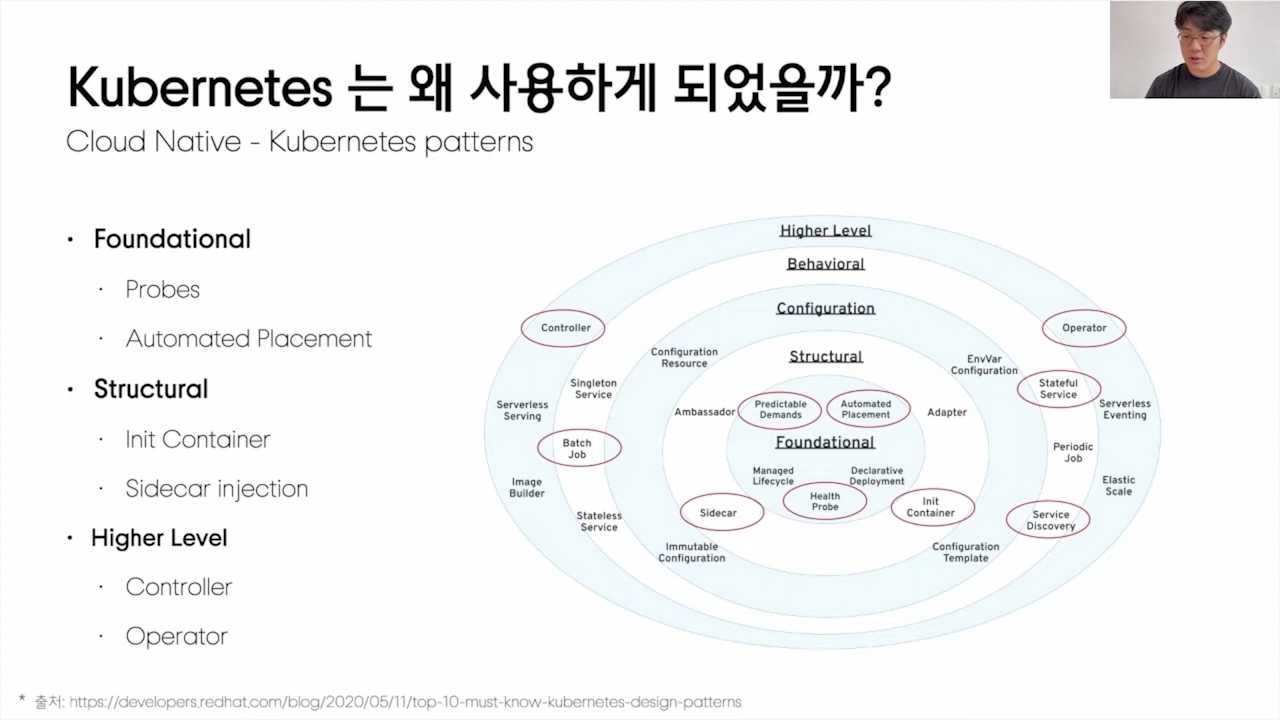 Kubernetes 는 왜 사용하게 되었을까?
Cloud Native - Kubernetes patterns
• Foundational
· Probes
· Automated Placement
• Structural
· Init Container
· Sidecar injection
• Higher Level
· Controller
· Operator
Higher Level
Behavioral
Configuration
Structural
Foundational
Controller
Operator
Configuration
Resource
EnvVar
Configuration
Singleton
Service
Stateful
Service
Serverless
Serving
Ambassador
Predictable
Demands
Automated
Placement
Adapter
Serverless
Eventing
Batch
Job
Periodic
Job
Image
Builder
Managed
Lifecycle
Declarative
Deployment
Elastic
Scale
Health
Probe
Sidecar
Init
Container
Stateless
Service
Service
Discovery
Immutable
Configuration
Configuration
Template
* 출처: https://developers.redhat.com/blog/2020/05/11/top-10-must-know-kubernetes-design-patterns